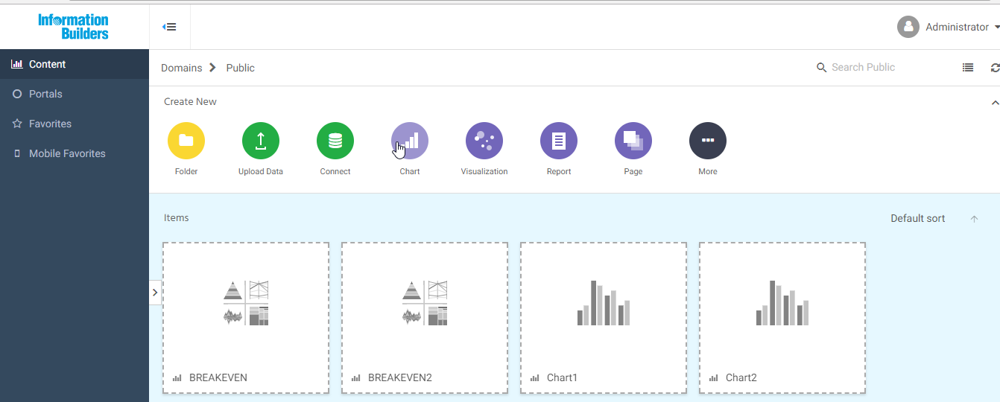 Information
Builders
Administrator
Content
Portals
Favorites
Mobile Favorites
Domains
Public
Search Public
Create New
Folder
Upload Data
Connect
Chart
Visualization
Report
Page
More
Items
Default sort
BREAKEVEN
BREAKEVEN2
Chart1
Chart2